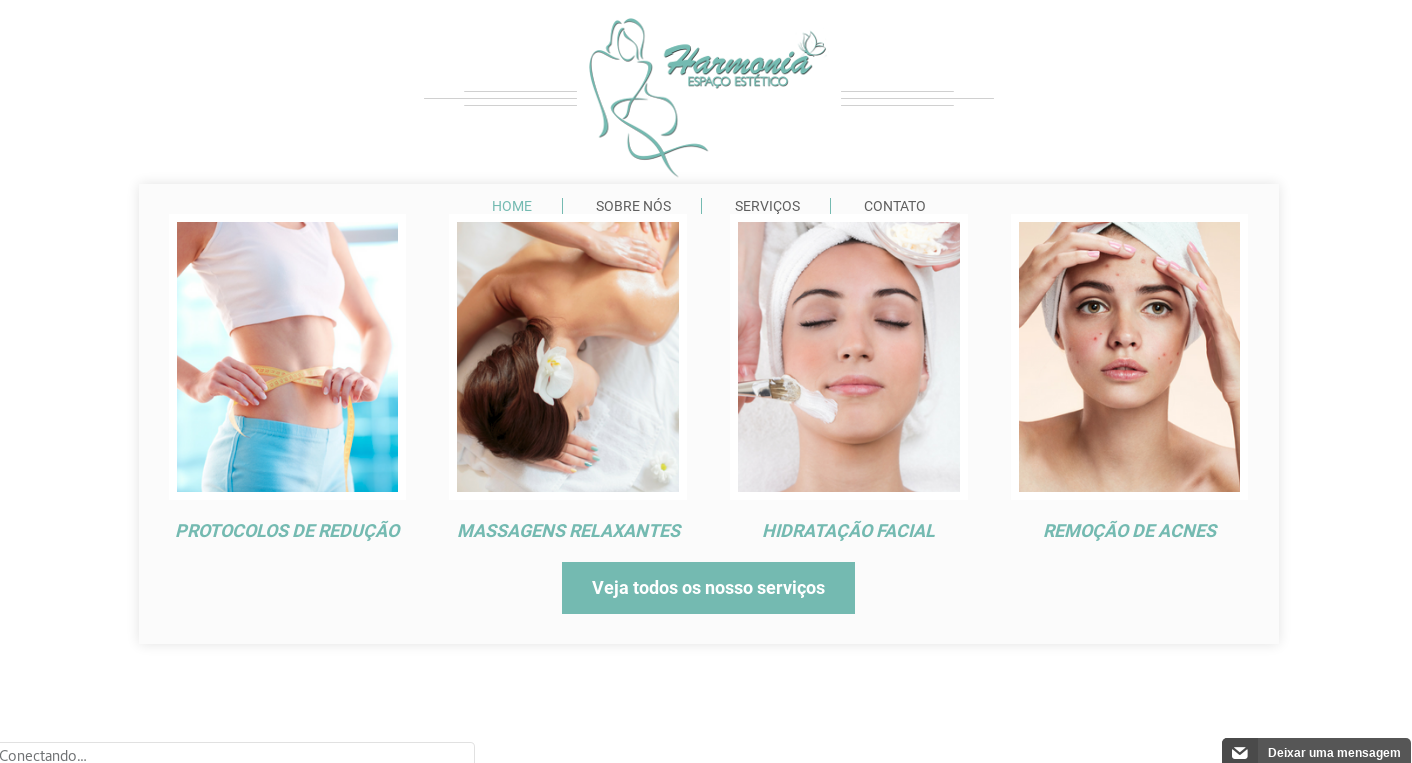 Harmonia
ESPAÇO ESTÉTICO
HOME
SOBRE NÓS
SERVIÇOS
CONTATO
PROTOCOLOS DE REDUÇÃO
MASSAGENS RELAXANTES
HIDRATAÇÃO FACIAL
REMOÇÃO DE ACNES
Veja todos os nosso serviços
Conectando...
Deixar uma mensagem